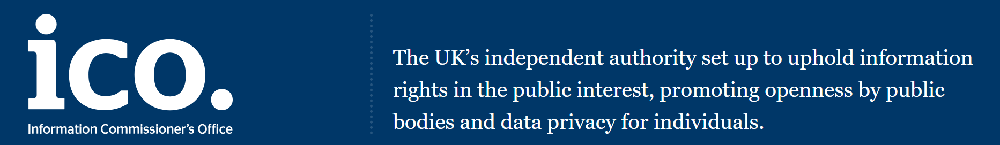 ico.
Information Commissioner’s Office
The UK’s independent authority set up to uphold information
rights in the public interest, promoting openness by public
bodies and data privacy for individuals.